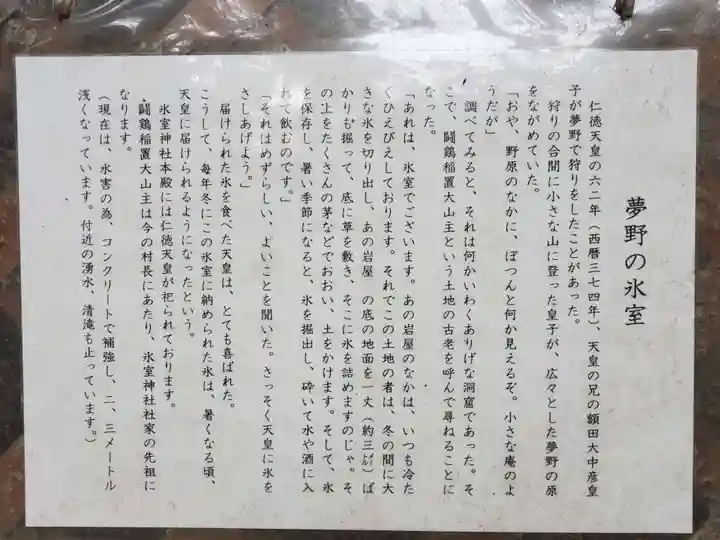 夢野の氷室
仁徳天皇の六二年（西暦三七四年）、天皇の兄の額田大中彦皇
子が夢野で狩りをしたことがあった。
狩りの合間に小さな山に登った皇子が、広々とした夢野の原
をながめていた。
「おや、野原のなかに、ぽつんと何か見えるぞ。小さな庵のよ
うだが」
調べてみると、それは何かいわくありげな洞窟であった。そ
こで、闘鶏稲置大山主という土地の古老を呼んで尋ねることに
なった。
「あれは、氷室でございます。あの岩屋のなかは、いつも冷た
くひえびえしております。それでこの土地の者は、冬の間に大
きな氷を切り出し、あの岩屋 の底の地面を一丈（約三㍍）ば
かりも掘って、底に草を敷き、そこに氷を詰めますのじゃ。そ
の上をたくさんの茅などでおおい、土をかけます。そして、氷
を保存し、暑い季節になると、氷を掘出し、砕いて水や酒に入
れて飲むのです。」
「それはめずらしい、よいことを聞いた。さっそく天皇に氷を
さしあげよう。」
届けられた氷を食べた天皇は、とても喜ばれた。
こうして、毎年冬にこの氷室に納められた氷は、暑くなる頃、
天皇に届けられるようになったという。
氷室神社本殿には仁徳天皇が祀られております。
闘鶏稲置大山主は今の村長にあたり、氷室神社社家の先祖に
なります。
（現在は、水害の為、コンクリートで補強し、二、三メートル
浅くなっています。付近の湧水、清滝も止っています。）